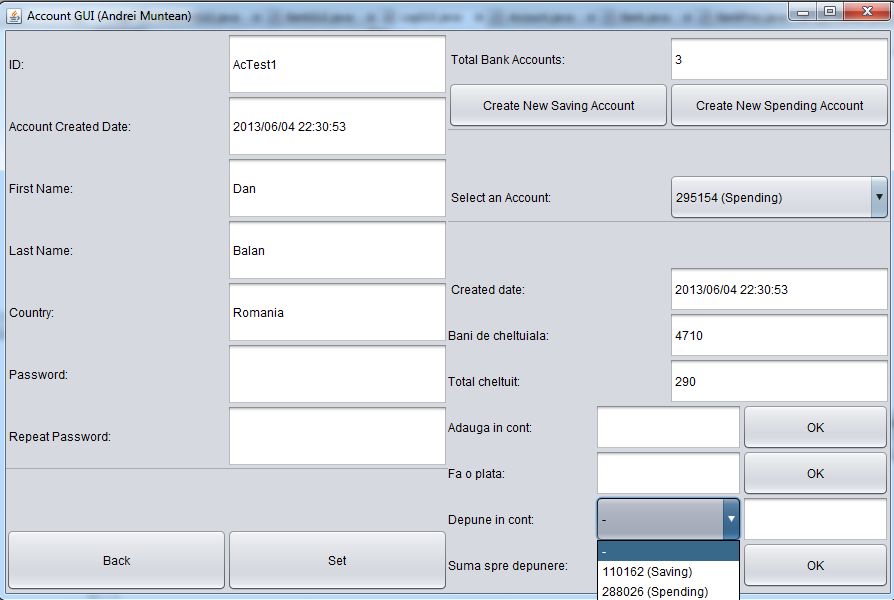 Account GUI (Andrei Muntean)
ID:
AcTest1
Account Created Date:
2013/06/04 22:30:53
First Name:
Dan
Last Name:
Balan
Country:
Romania
Password:
Repeat Password:
Back
Set
Total Bank Accounts:
3
Create New Saving Account
Create New Spending Account
Select an Account:
295154 (Spending)
Created date:
2013/06/04 22:30:53
Bani de cheltuiala:
4710
Total cheltuit:
290
Adauga in cont:
OK
Fa o plata:
OK
Depune in cont:
-
-
110162 (Saving)
288026 (Spending)
Suma spre depunere:
OK